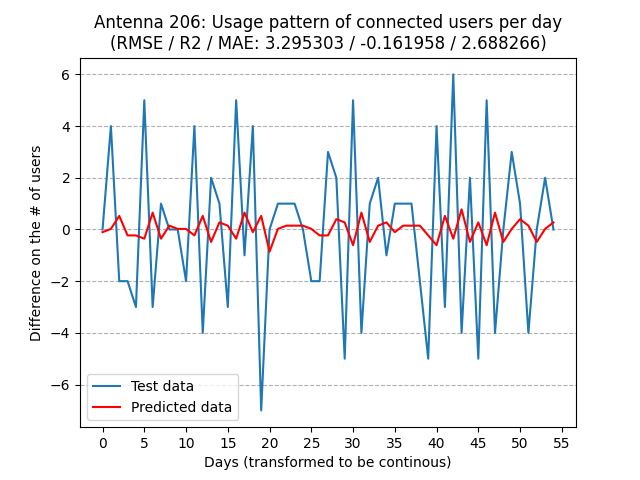 Antenna 206: Usage pattern of connected users per day
(RMSE / R2 / MAE: 3.295303 / -0.161958 / 2.688266)
Difference on the # of users
6
4
2
0
−2
−4
−6
Test data
Predicted data
0 5 10 15 20 25 30 35 40 45 50 55
Days (transformed to be continous)